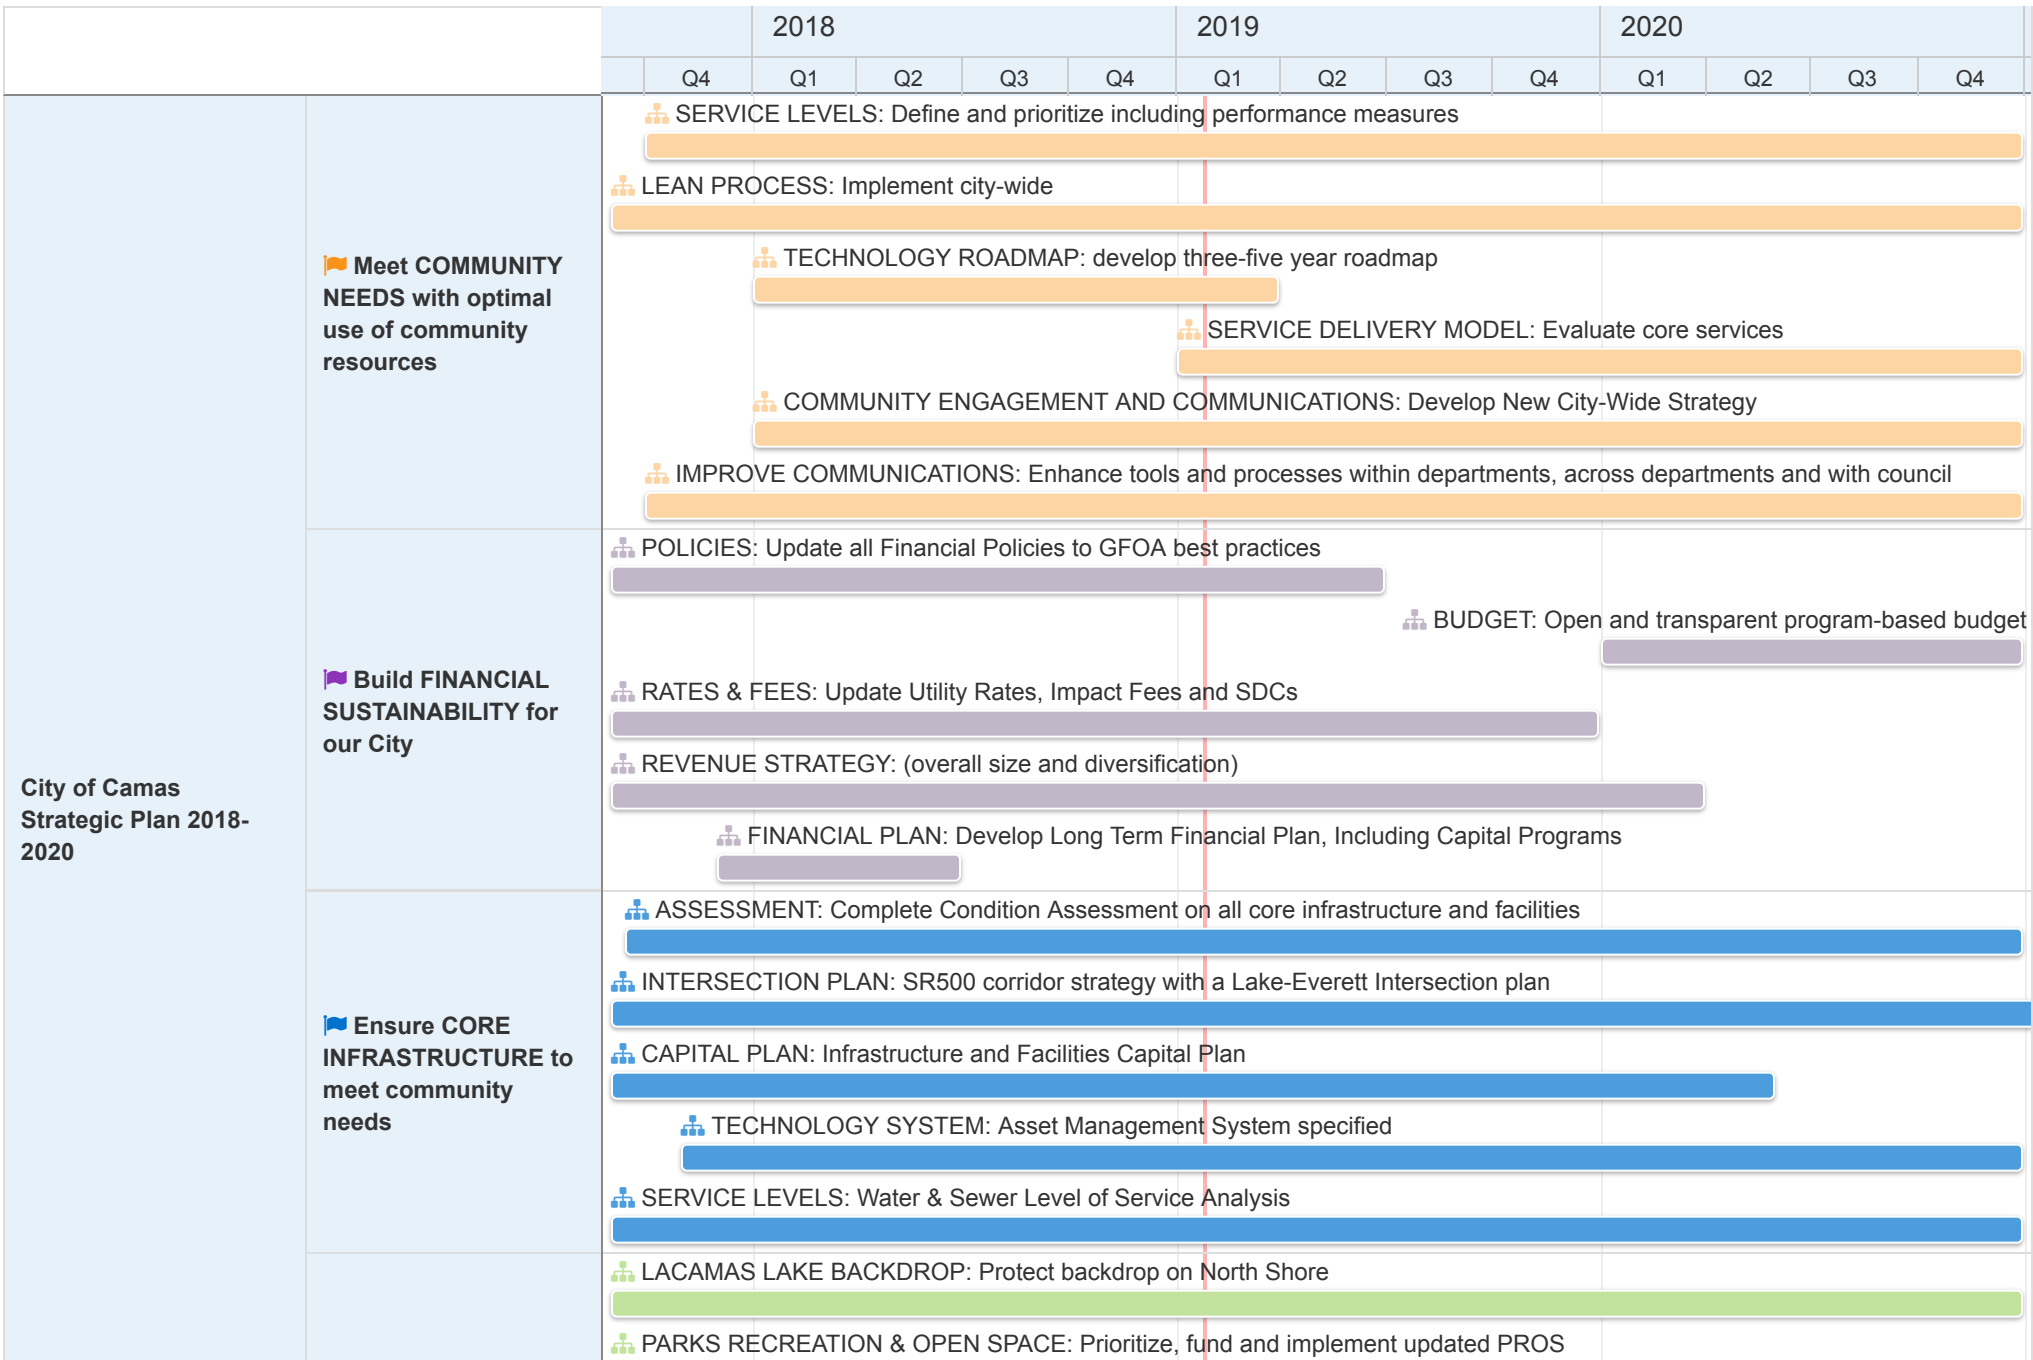 2018 2019 2020
Q4 Q1 Q2 Q3 Q4 Q1 Q2 Q3 Q4 Q1 Q2 Q3 Q4
City of Camas
Strategic Plan 2018-
2020
Meet COMMUNITY
NEEDS with optimal
use of community
resources
SERVICE LEVELS: Define and prioritize including performance measures
LEAN PROCESS: Implement city-wide
TECHNOLOGY ROADMAP: develop three-five year roadmap
SERVICE DELIVERY MODEL: Evaluate core services
COMMUNITY ENGAGEMENT AND COMMUNICATIONS: Develop New City-Wide Strategy
IMPROVE COMMUNICATIONS: Enhance tools and processes within departments, across departments and with council
Build FINANCIAL
SUSTAINABILITY for
our City
POLICIES: Update all Financial Policies to GFOA best practices
BUDGET: Open and transparent program-based budget
RATES & FEES: Update Utility Rates, Impact Fees and SDCs
REVENUE STRATEGY: (overall size and diversification)
FINANCIAL PLAN: Develop Long Term Financial Plan, Including Capital Programs
Ensure CORE
INFRASTRUCTURE to
meet community
needs
ASSESSMENT: Complete Condition Assessment on all core infrastructure and facilities
INTERSECTION PLAN: SR500 corridor strategy with a Lake-Everett Intersection plan
CAPITAL PLAN: Infrastructure and Facilities Capital Plan
TECHNOLOGY SYSTEM: Asset Management System specified
SERVICE LEVELS: Water & Sewer Level of Service Analysis
LACAMAS LAKE BACKDROP: Protect backdrop on North Shore
PARKS RECREATION & OPEN SPACE: Prioritize, fund and implement updated PROS